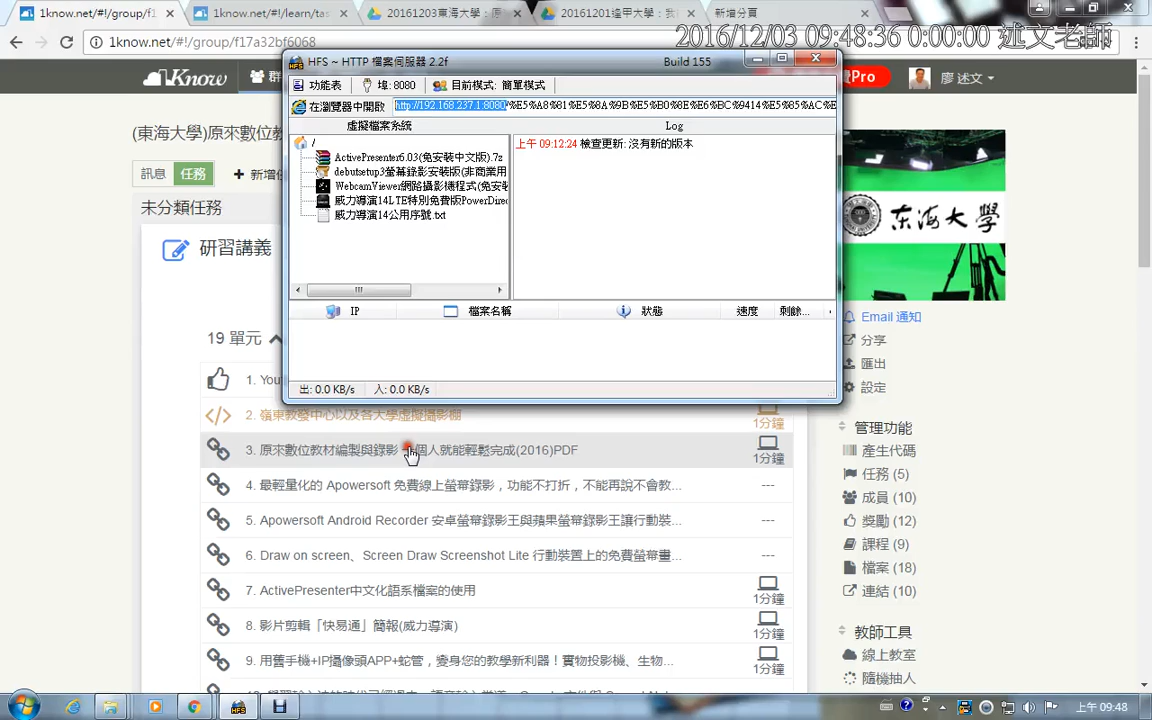 1know.net/#!/group/f1
1know.net/#!/learn/tas
20161203東海大學：原
20161201逢甲大學：我
新增分頁
2016/12/03 09:48:36 0:00:00 述文老師
1know.net/#!/group/f17a32bf6068
1Know
群
Pro
廖 述文
(東海大學)原來數位教
訊息
任務
新增任
未分類任務
研習講義
19 單元
HFS ~ HTTP 檔案伺服器 2.2f
Build 155
功能表
埠: 8080
目前模式: 簡單模式
在瀏覽器中開啟
http://192.168.237.1:8080/%E5%A8%81%E5%8A%9B%E5%B0%8E%E6%BC%9414%E5%85%AC%E
虛擬檔案系統
Log
/
ActivePresenter6.03(免安裝中文版).7z
debutsetup3螢幕錄影安裝版(非商業用
WebcamViewer網路攝影機程式(免安裝
威力導演14LTE特別免費版PowerDirec
威力導演14公用序號.txt
上午 09:12:24 檢查更新: 沒有新的版本
IP
檔案名稱
狀態
速度
剩餘...
出: 0.0 KB/s
入: 0.0 KB/s
1. You
2. 嶺東教發中心以及各大學虛擬攝影棚
1分鐘
3. 原來數位教材編製與錄影
個人就能輕鬆完成(2016)PDF
1分鐘
4. 最輕量化的 Apowersoft 免費線上螢幕錄影，功能不打折，不能再說不會教...
---
5. Apowersoft Android Recorder 安卓螢幕錄影王與蘋果螢幕錄影王讓行動裝...
---
6. Draw on screen、Screen Draw Screenshot Lite 行動裝置上的免費螢幕畫...
---
7. ActivePresenter中文化語系檔案的使用
1分鐘
8. 影片剪輯「快易通」簡報(威力導演)
1分鐘
9. 用舊手機+IP攝像頭APP+蛇管，變身您的教學新利器！實物投影機、生物...
1分鐘
东海大學
Email 通知
分享
匯出
設定
管理功能
產生代碼
任務 (5)
成員 (10)
獎勵 (12)
課程 (9)
檔案 (18)
連結 (10)
教師工具
線上教室
隨機抽人
HFS
上午 09:48